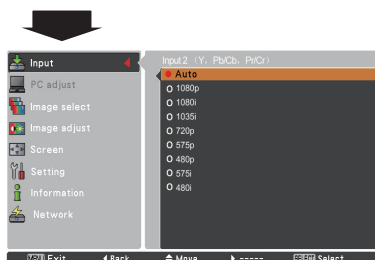 Input
PC adjust
Image select
Image adjust
Screen
Setting
Information
Network
Input 2 （Y，Pb/Cb，Pr/Cr）
Auto
1080p
1080i
1035i
720p
575p
480p
575i
480i
MENU Exit Back Move ----- SELECT Select